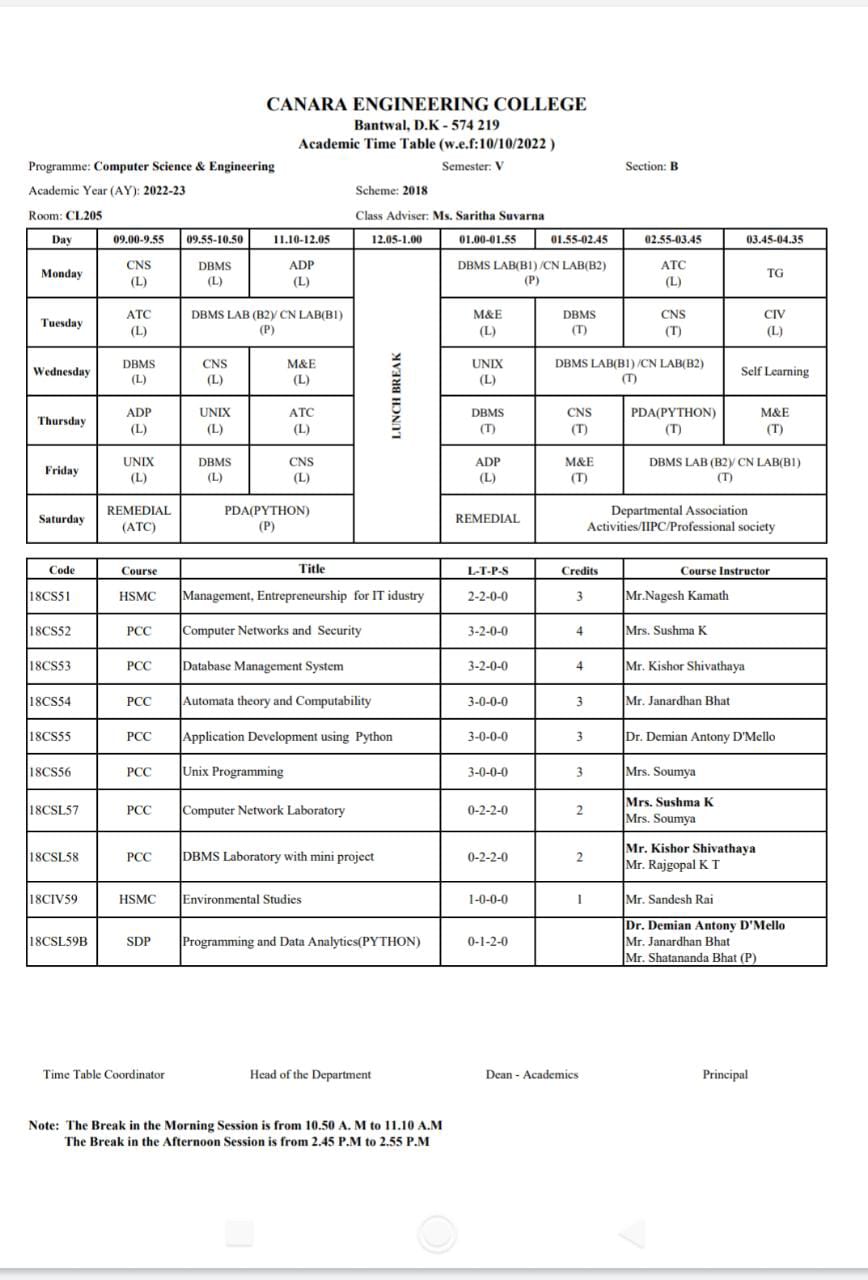 CANARA ENGINEERING COLLEGE
Bantwal, D.K - 574 219
Academic Time Table (w.e.f:10/10/2022 )
Programme: Computer Science & Engineering Semester: V Section: B
Academic Year (AY): 2022-23 Scheme: 2018
Room: CL205 Class Adviser: Ms. Saritha Suvarna
Day 09.00-9.55 09.55-10.50 11.10-12.05 12.05-1.00 01.00-01.55 01.55-02.45 02.55-03.45 03.45-04.35
Monday CNS (L) DBMS (L) ADP (L) LUNCH BREAK DBMS LAB(B1) /CN LAB(B2) (P) ATC (L) TG
Tuesday ATC (L) DBMS LAB (B2)/ CN LAB(B1) (P) M&E (L) DBMS (T) CNS (T) CIV (L)
Wednesday DBMS (L) CNS (L) M&E (L) UNIX (L) DBMS LAB(B1) /CN LAB(B2) (T) Self Learning
Thursday ADP (L) UNIX (L) ATC (L) DBMS (T) CNS (T) PDA(PYTHON) (T) M&E (T)
Friday UNIX (L) DBMS (L) CNS (L) ADP (L) M&E (T) DBMS LAB (B2)/ CN LAB(B1) (T)
Saturday REMEDIAL (ATC) PDA(PYTHON) (P) REMEDIAL Departmental Association Activities/IIPC/Professional society
Code Course Title L-T-P-S Credits Course Instructor
18CS51 HSMC Management, Entrepreneurship for IT idustry 2-2-0-0 3 Mr.Nagesh Kamath
18CS52 PCC Computer Networks and Security 3-2-0-0 4 Mrs. Sushma K
18CS53 PCC Database Management System 3-2-0-0 4 Mr. Kishor Shivathaya
18CS54 PCC Automata theory and Computability 3-0-0-0 3 Mr. Janardhan Bhat
18CS55 PCC Application Development using Python 3-0-0-0 3 Dr. Demian Antony D'Mello
18CS56 PCC Unix Programming 3-0-0-0 3 Mrs. Soumya
18CSL57 PCC Computer Network Laboratory 0-2-2-0 2 Mrs. Sushma K
Mrs. Soumya
18CSL58 PCC DBMS Laboratory with mini project 0-2-2-0 2 Mr. Kishor Shivathaya
Mr. Rajgopal K T
18CIV59 HSMC Environmental Studies 1-0-0-0 1 Mr. Sandesh Rai
18CSL59B SDP Programming and Data Analytics(PYTHON) 0-1-2-0 Dr. Demian Antony D'Mello
Mr. Janardhan Bhat
Mr. Shatananda Bhat (P)
Time Table Coordinator Head of the Department Dean - Academics Principal
Note: The Break in the Morning Session is from 10.50 A. M to 11.10 A.M
The Break in the Afternoon Session is from 2.45 P.M to 2.55 P.M